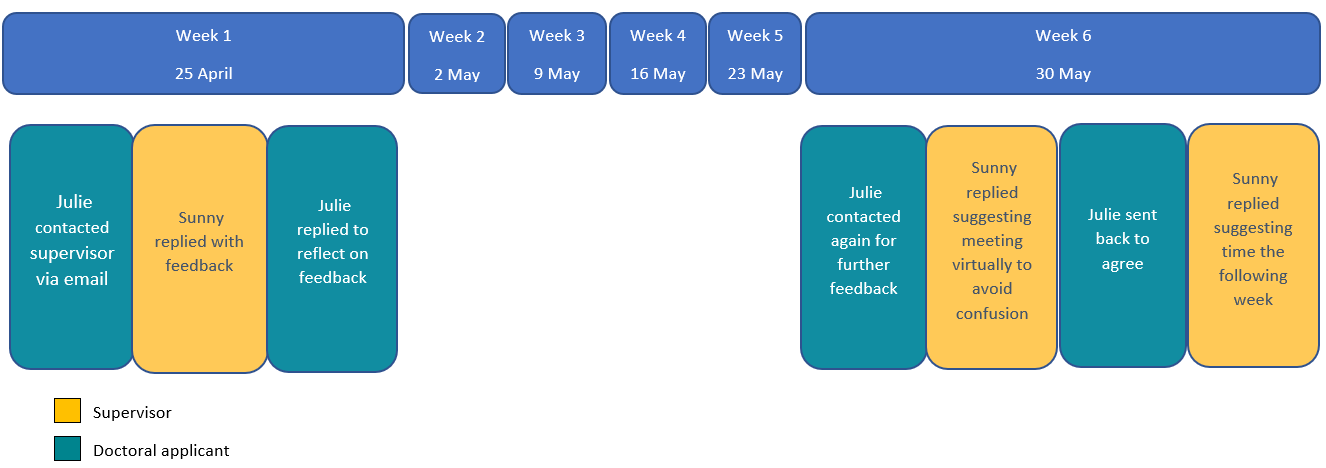 Week 1
25 April
Week 2
2 May
Week 3
9 May
Week 4
16 May
Week 5
23 May
Week 6
30 May
Julie
contacted
supervisor
via email
Sunny
replied with
feedback
Julie
replied to
reflect on
feedback
Julie
contacted
again for
further
feedback
Sunny
replied
suggesting
meeting
virtually to
avoid
confusion
Julie sent
back to
agree
Sunny
replied
suggesting
time the
following
week
Supervisor
Doctoral applicant